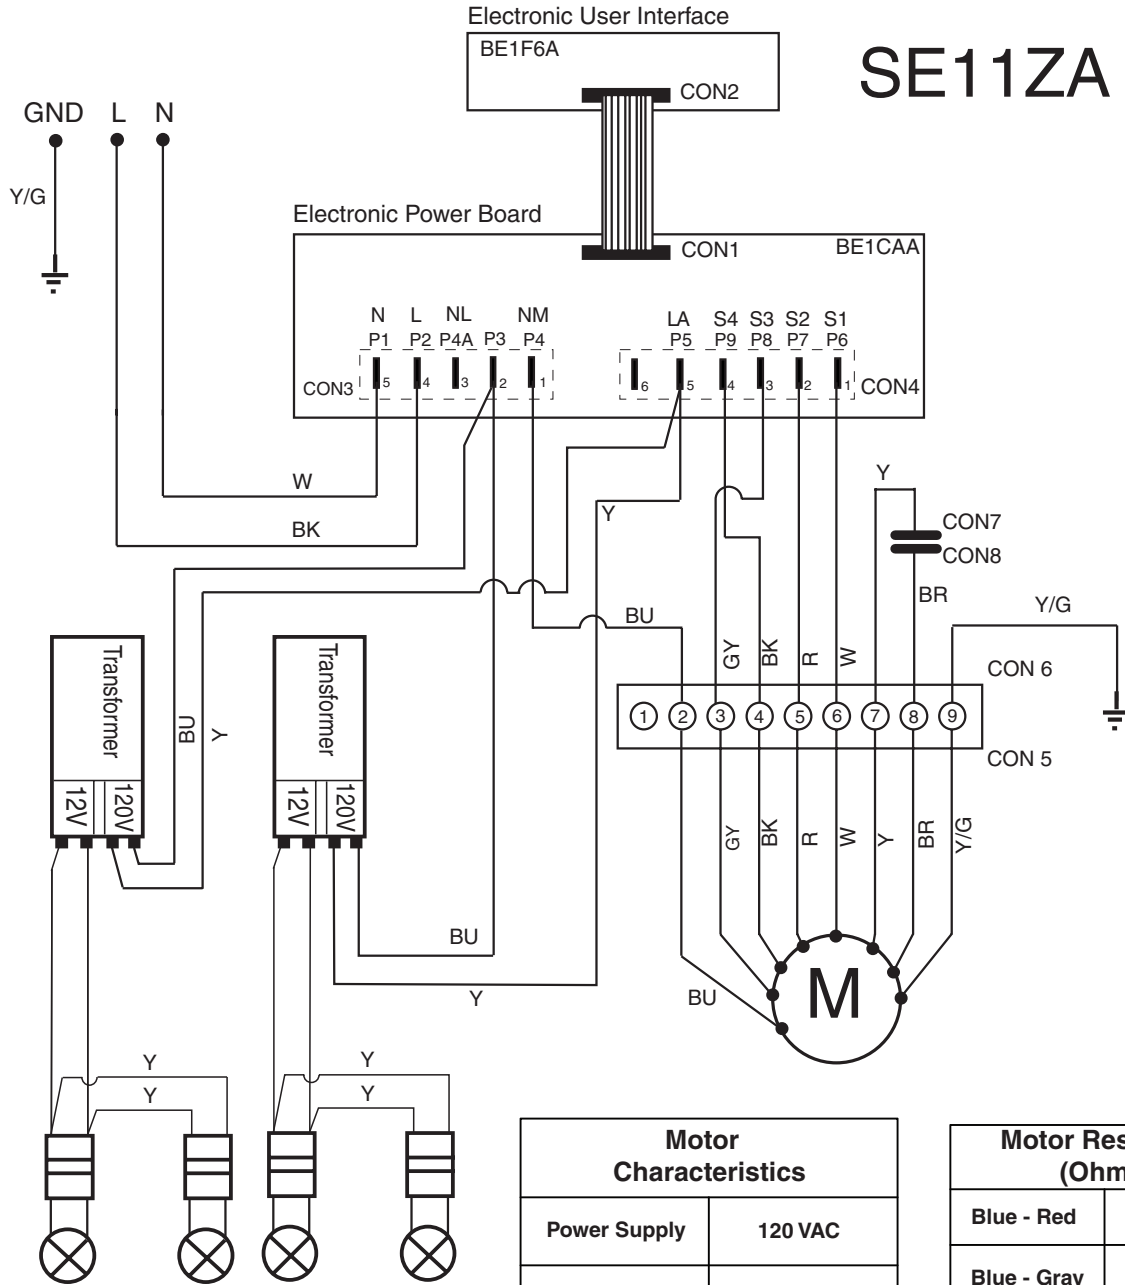 Electronic User Interface
BE1F6A
SE11ZA
CON2
GND L N
Y/G
Electronic Power Board
CON1
BE1CAA
N L NL NM
P1 P2 P4A P3 P4
LA S4 S3 S2 S1
P5 P9 P8 P7 P6
CON3
5 4 3 2 1
6 5 4 3 2 1
CON4
W
BK
Y
Y
CON7
CON8
BR
BU
Y/G
GY
BK
R
W
CON 6
1 2 3 4 5 6 7 8 9
CON 5
Transformer
12V
120V
BU
Y
Transformer
12V
120V
GY
BK
R
W
Y
BR
Y/G
BU
Y
BU
M
Y
Y
Y
Y
Motor
Characteristics
Power Supply
120 VAC
Motor Res
(Ohm
Blue - Red
Blue - Gray